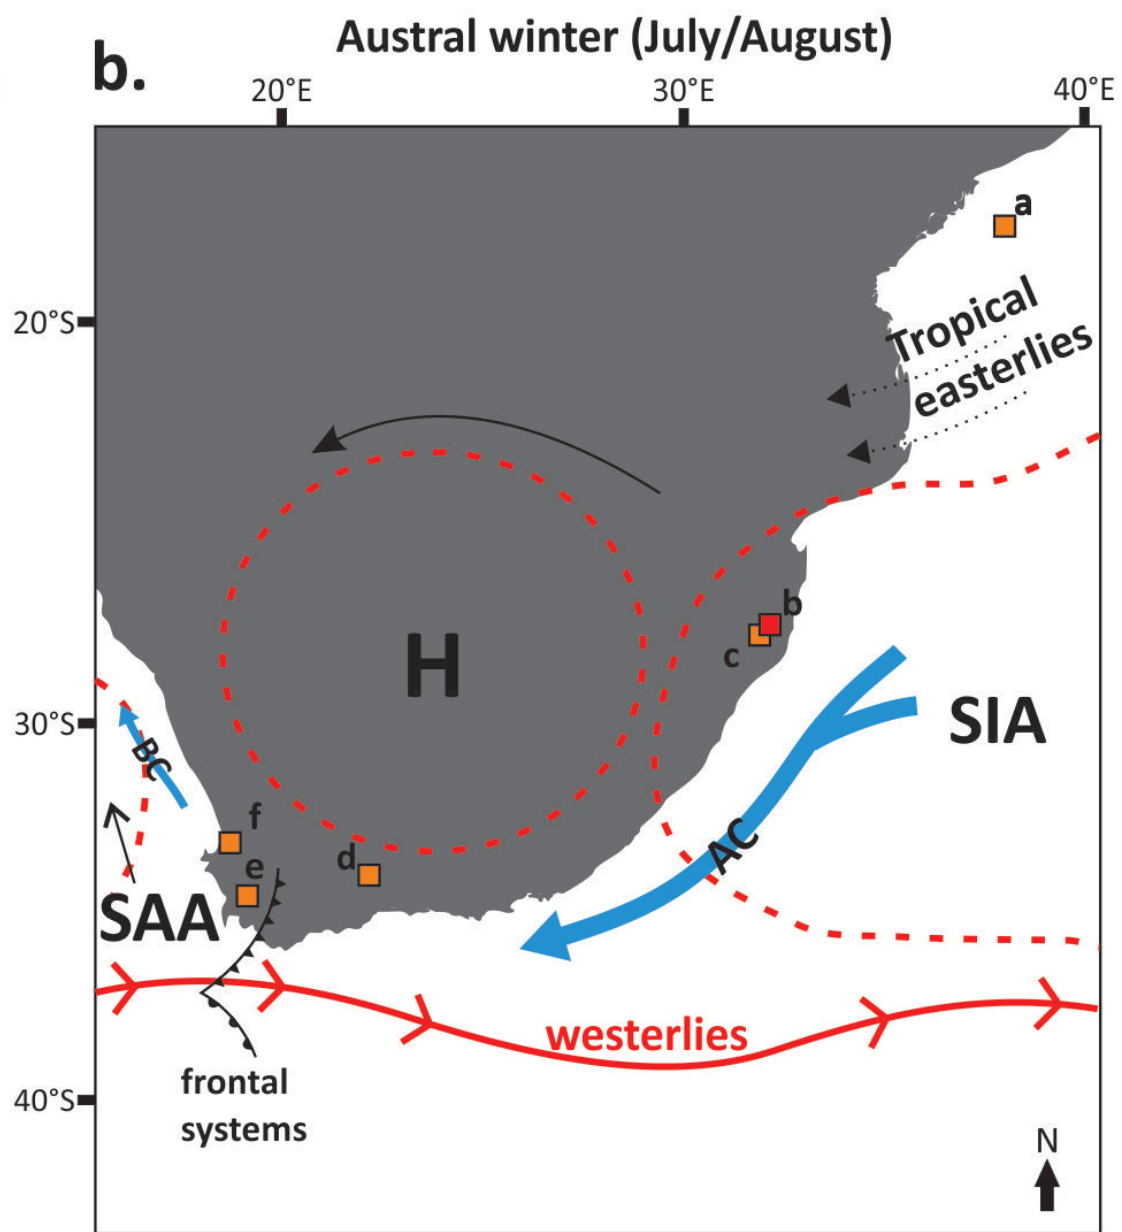 Austral winter (July/August)
b.
20°E
30°E
40°E
a
20°S
Tropical
easterlies
b
c
H
30°S
SIA
BC
f
AC
e
d
SAA
westerlies
frontal
systems
40°S
N